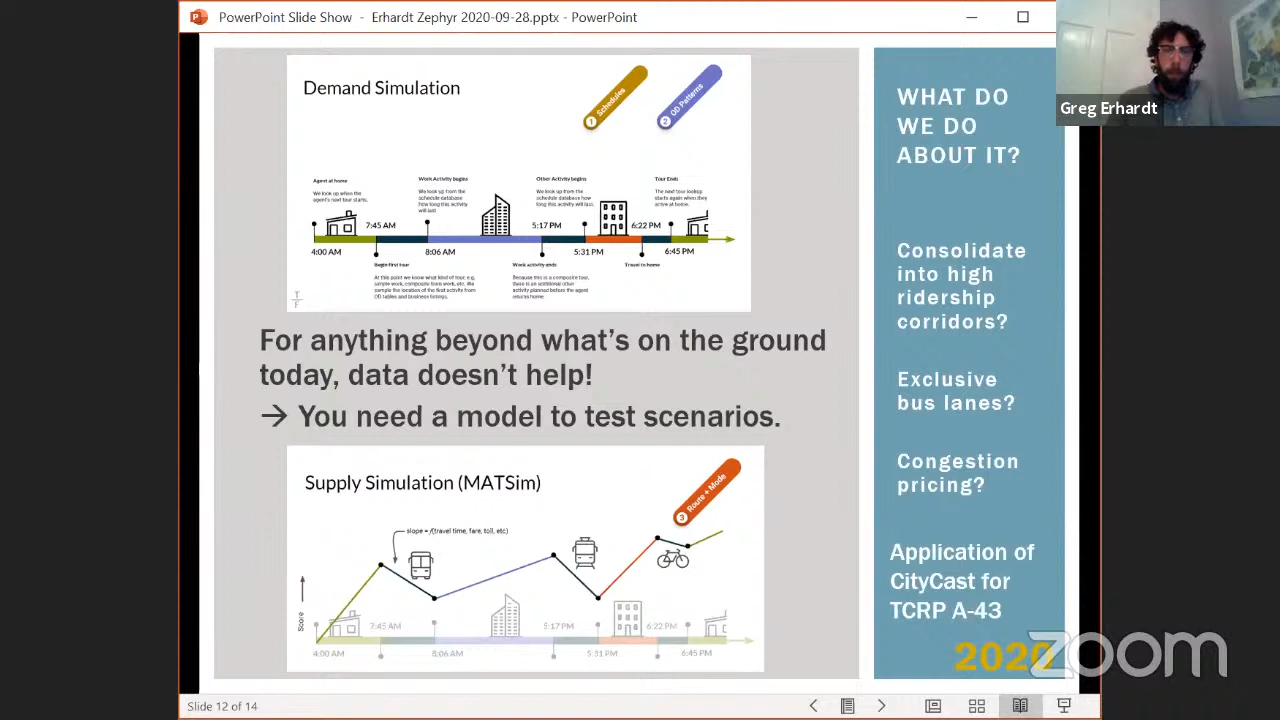 PowerPoint Slide Show - Erhardt Zephyr 2020-09-28.pptx - PowerPoint
Greg Erhardt
Demand Simulation
1 Schedules
2 OD Patterns
Agent at home
We look up when the
agent's next tour starts.
Work Activity begins
We look up from the
schedule database
how long this activity
will last
Other Activity begins
We look up from the
schedule database how
long this activity will last.
Tour Ends
The next tour lookup
starts again when they
arrive at home.
7:45 AM
5:17 PM
6:22 PM
4:00 AM
8:06 AM
5:31 PM
6:45 PM
Begin first tour
At this point we know what kind of tour, e.g.
simple work, composite from work, etc. We
sample the location of the first activity from
OD tables and business listings.
Work activity ends
Because this is a composite tour,
there is an additional other
activity planned before the agent
returns home
Travel to home
T
F
For anything beyond what's on the ground
today, data doesn't help!
→ You need a model to test scenarios.
Supply Simulation (MATSim)
3 Route + Mode
slope = f(travel time, fare, toll, etc)
Score
7:45 AM
5:17 PM
6:22 PM
4:00 AM
8:06 AM
5:31 PM
6:45 PM
WHAT DO
WE DO
ABOUT IT?
Consolidate
into high
ridership
corridors?
Exclusive
bus lanes?
Congestion
pricing?
Application of
CityCast for
TCRP A-43
2020
zoom
Slide 12 of 14